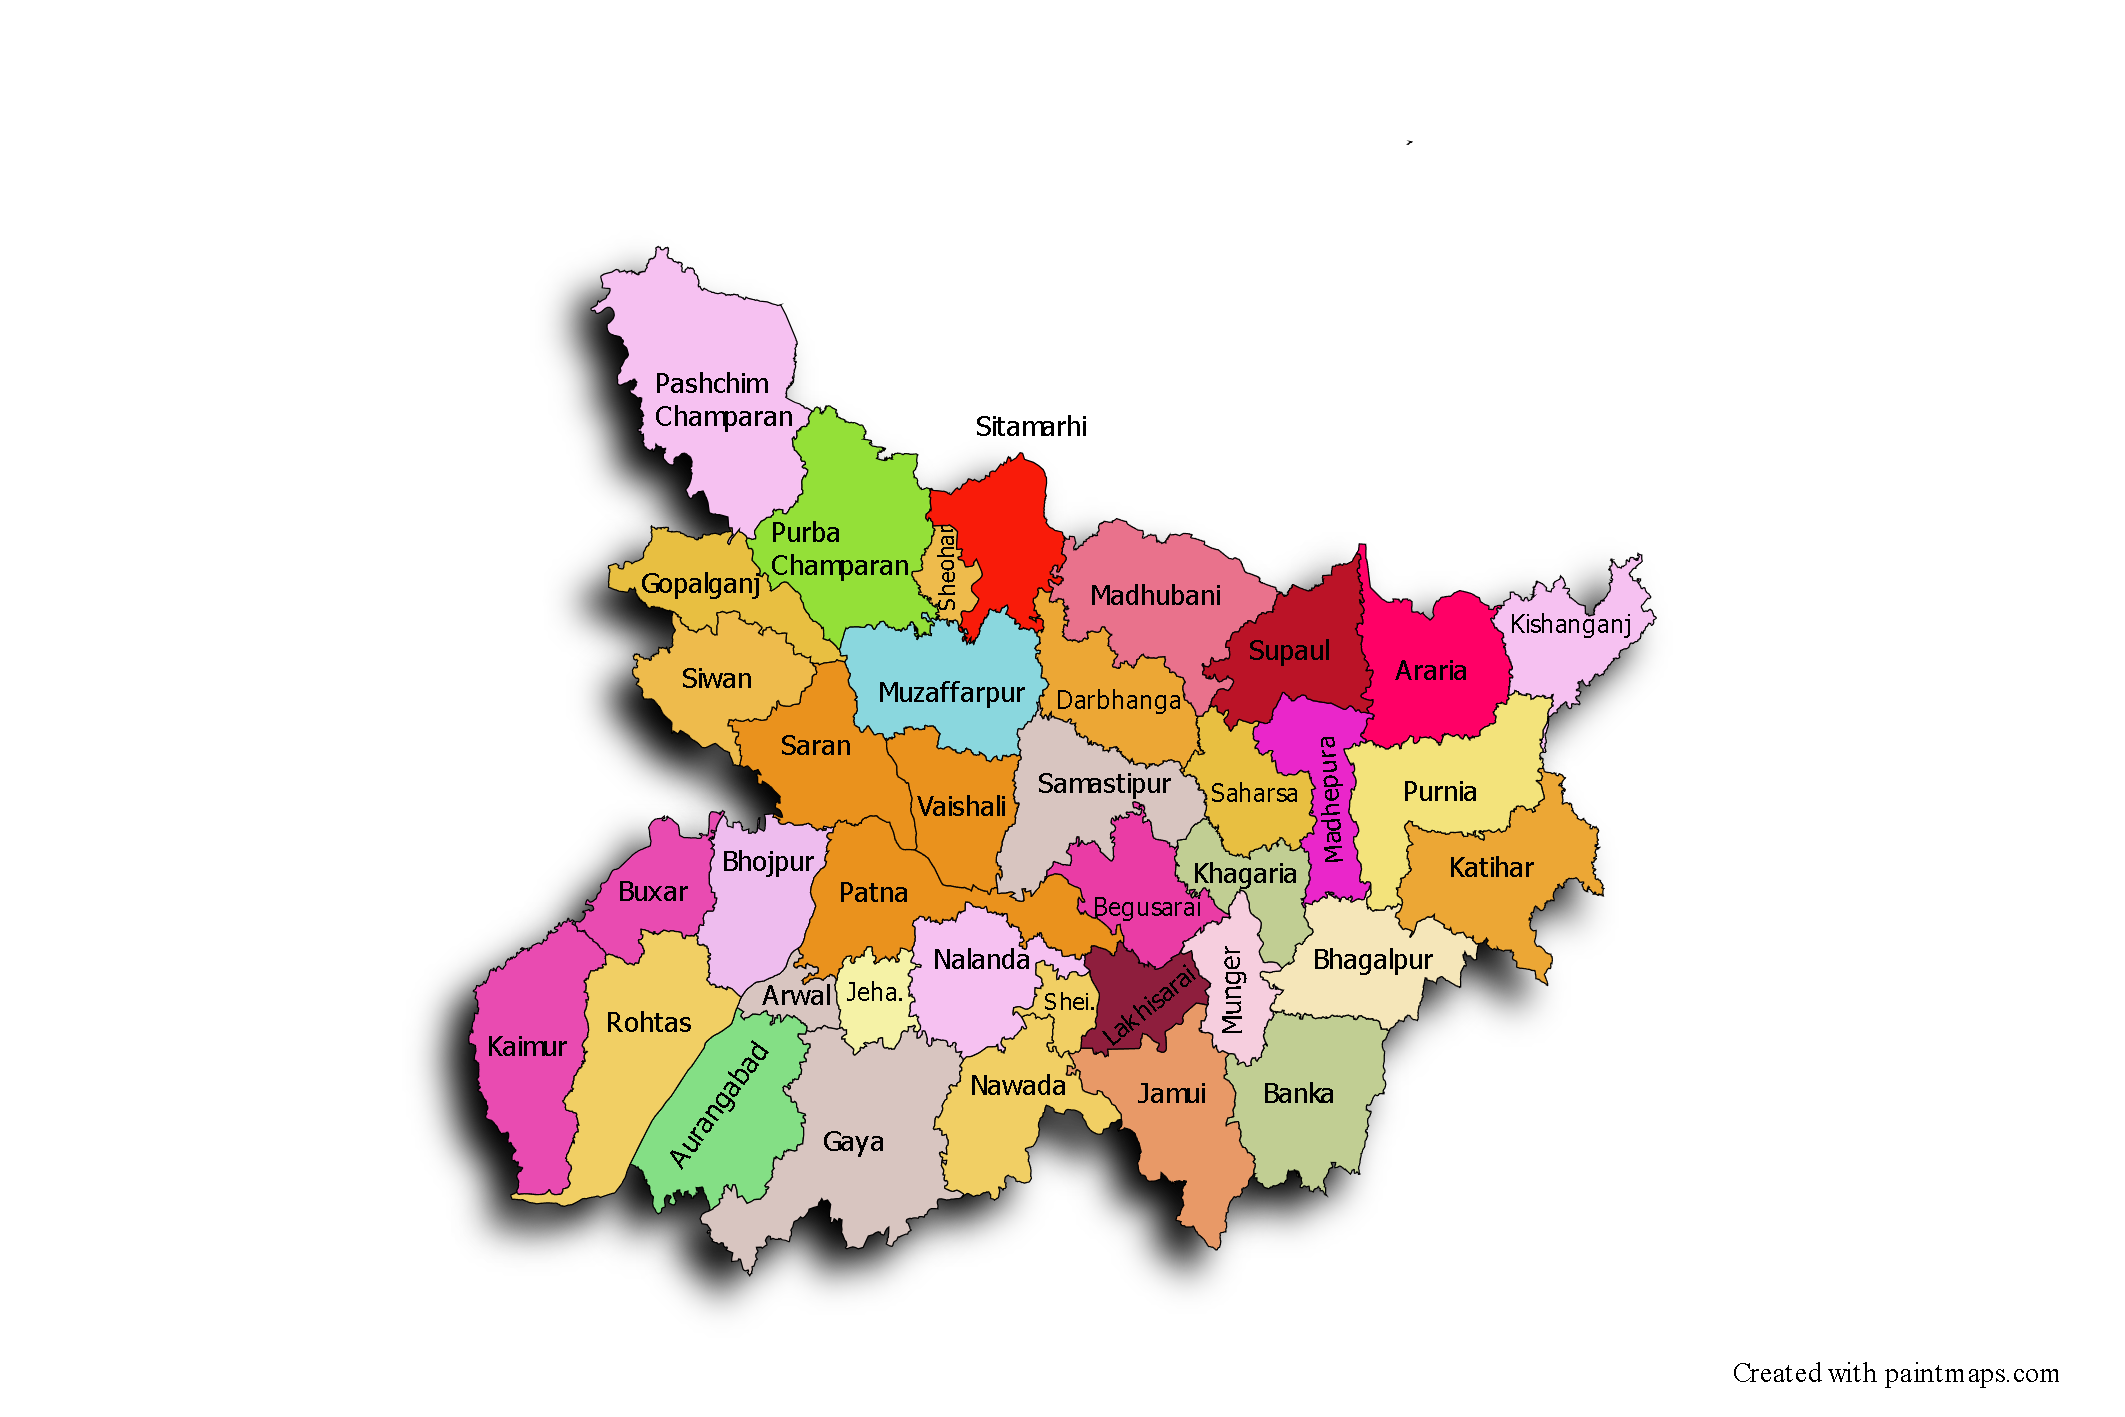 Pashchim
Champaran
Sitamarhi
Purba
Champaran
Sheohar
Gopalganj
Madhubani
Kishanganj
Supaul
Araria
Siwan
Muzaffarpur
Darbhanga
Saran
Samastipur
Saharsa
Madhepura
Purnia
Vaishali
Bhojpur
Katihar
Khagaria
Buxar
Patna
Begusarai
Nalanda
Bhagalpur
Munger
Arwal
Jeha.
Shei.
Lakhisarai
Rohtas
Kaimur
Nawada
Jamui
Banka
Aurangabad
Gaya
Created with paintmaps.com